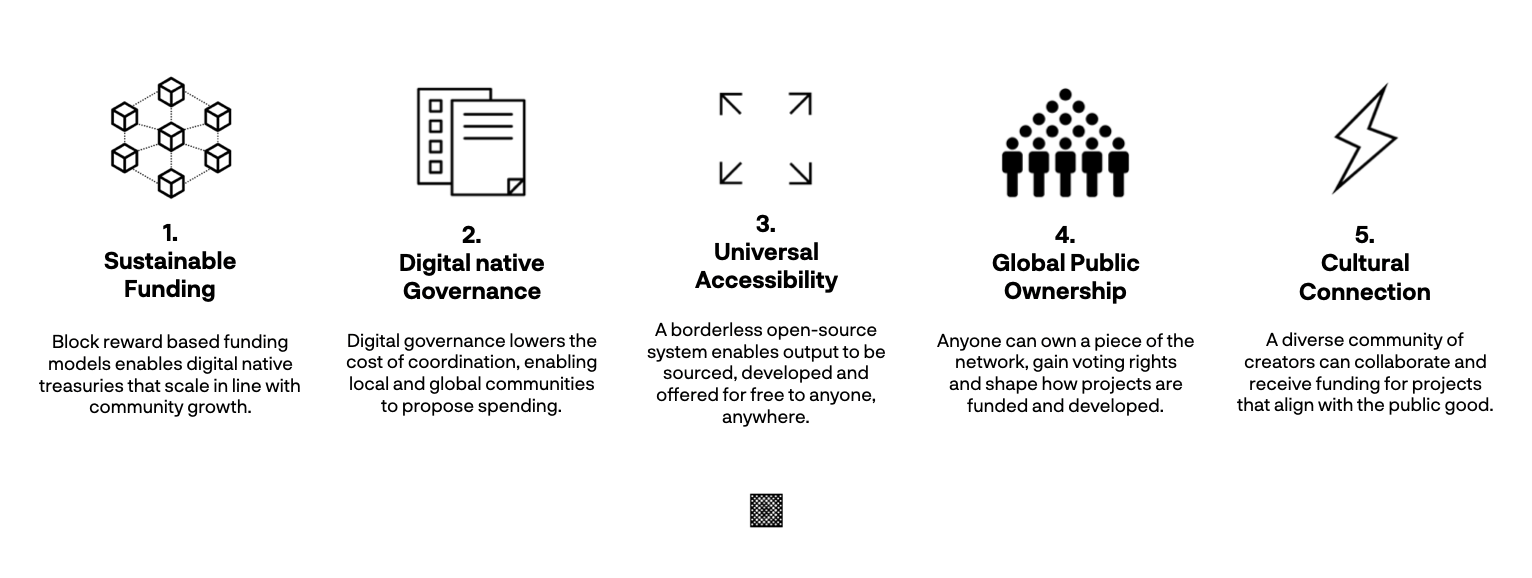 1.
Sustainable
Funding
Block reward based funding
models enables digital native
treasuries that scale in line with
community growth.
2.
Digital native
Governance
Digital governance lowers the
cost of coordination, enabling
local and global communities
to propose spending.
3.
Universal
Accessibility
A borderless open-source
system enables output to be
sourced, developed and
offered for free to anyone,
anywhere.
4.
Global Public
Ownership
Anyone can own a piece of the
network, gain voting rights
and shape how projects are
funded and developed.
5.
Cultural
Connection
A diverse community of
creators can collaborate and
receive funding for projects
that align with the public good.